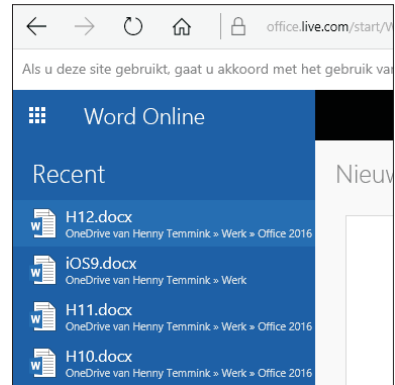 office.live.com/start/W
Als u deze site gebruikt, gaat u akkoord met het gebruik van
Word Online
Recent
Nieuw
H12.docx
OneDrive van Henny Temmink » Werk » Office 2016
iOS9.docx
OneDrive van Henny Temmink » Werk
H11.docx
OneDrive van Henny Temmink » Werk » Office 2016
H10.docx
OneDrive van Henny Temmink » Werk » Office 2016